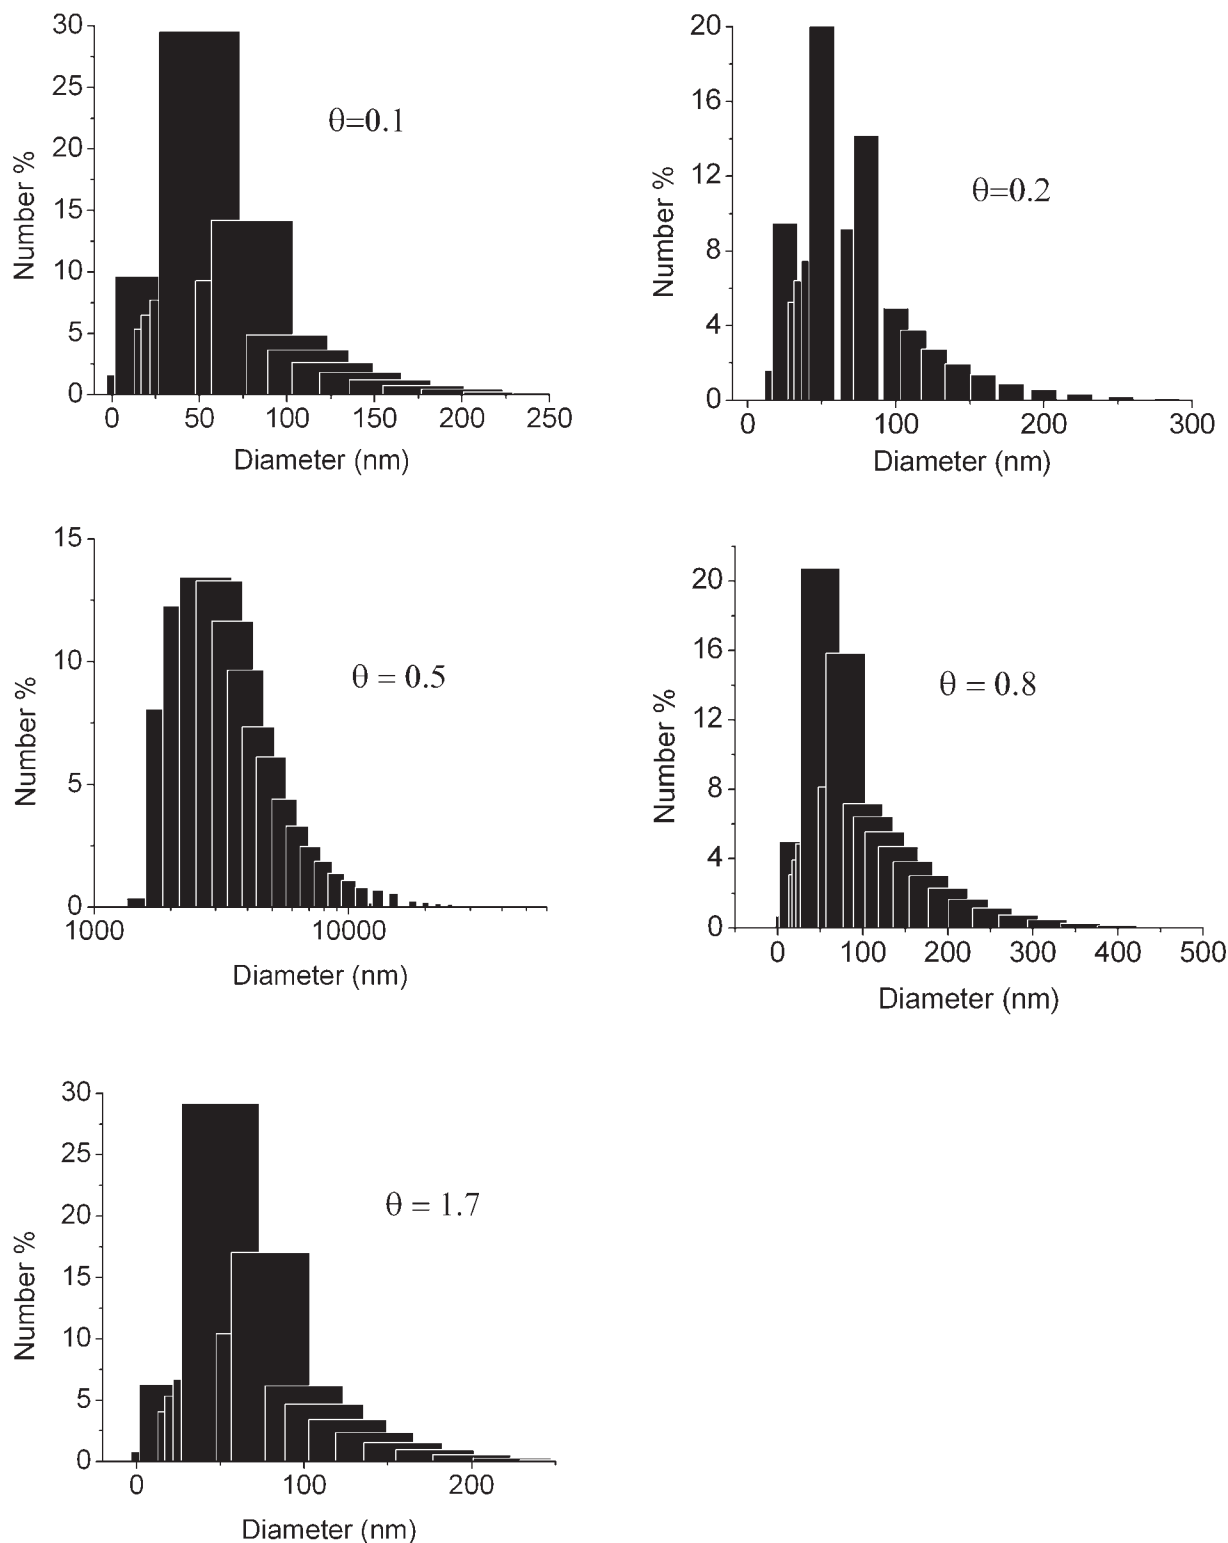 30
25
20
15
10
5
0
Number %
θ=0.1
0 50 100 150 200 250
Diameter (nm)
20
16
12
8
4
0
Number %
θ=0.2
0 100 200 300
Diameter (nm)
15
10
5
0
Number %
θ = 0.5
1000 10000
Diameter (nm)
20
16
12
8
4
0
Number %
θ = 0.8
0 100 200 300 400 500
Diameter (nm)
30
25
20
15
10
5
0
Number %
θ = 1.7
0 100 200
Diameter (nm)